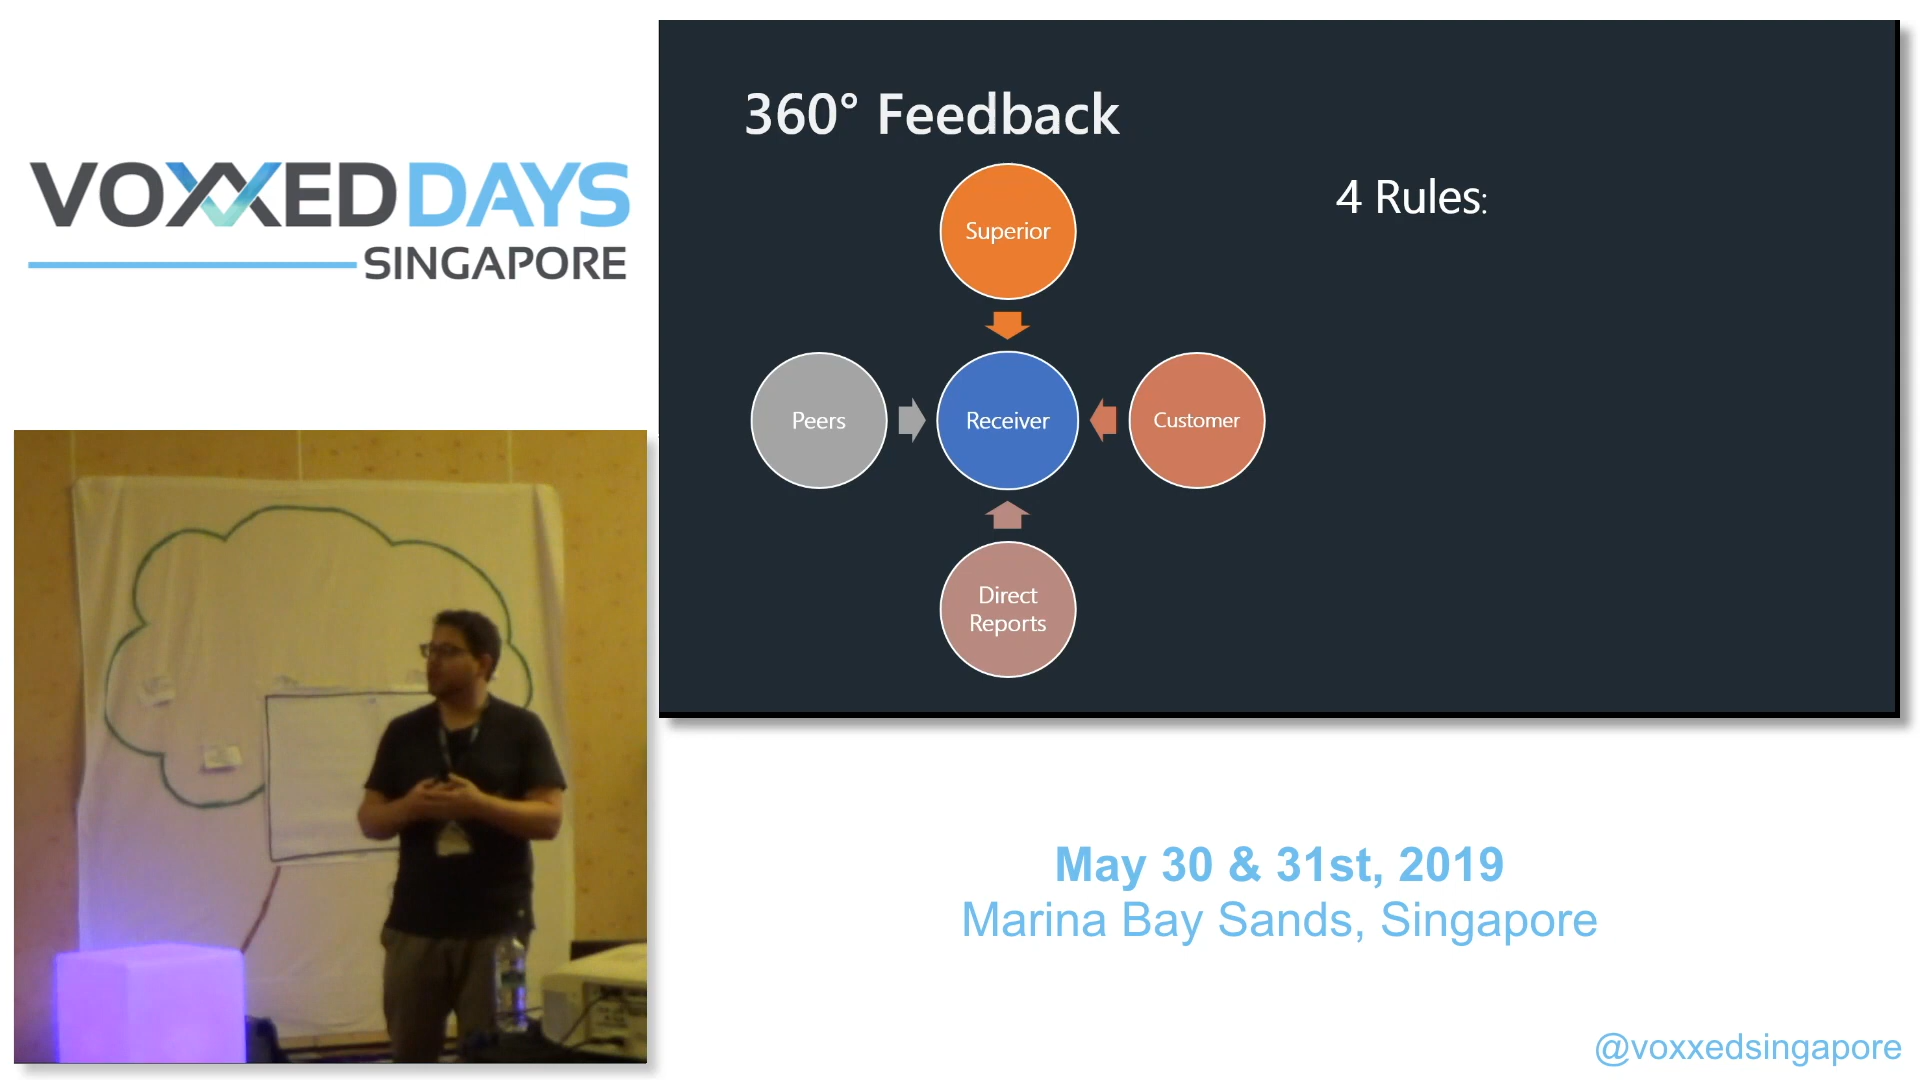 VOXXED DAYS
SINGAPORE
360° Feedback
4 Rules:
Superior
Peers
Receiver
Customer
Direct
Reports
May 30 & 31st, 2019
Marina Bay Sands, Singapore
@voxxedsingapore